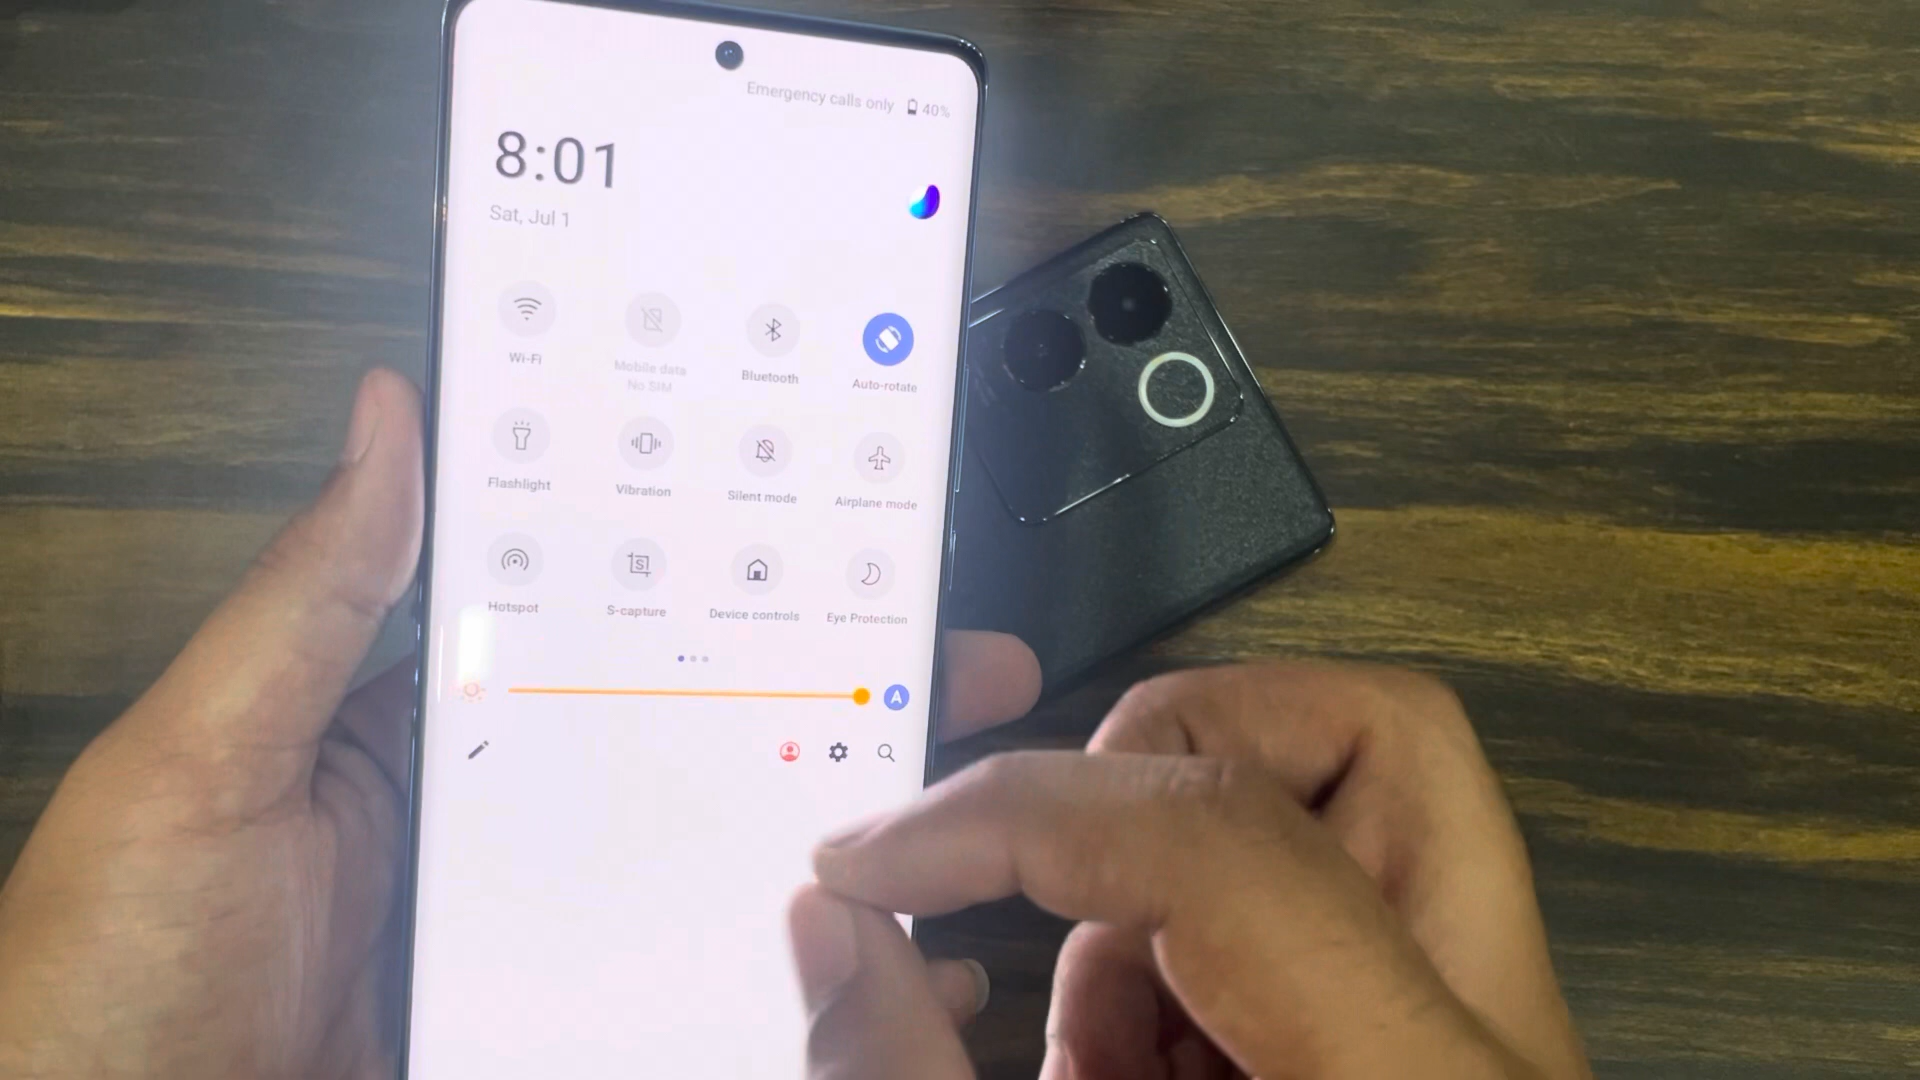 Emergency calls only 40%
8:01
Sat, Jul 1
Wi-Fi
Mobile data
No SIM
Bluetooth
Auto-rotate
Flashlight
Vibration
Silent mode
Airplane mode
Hotspot
S-capture
Device controls
Eye Protection
A